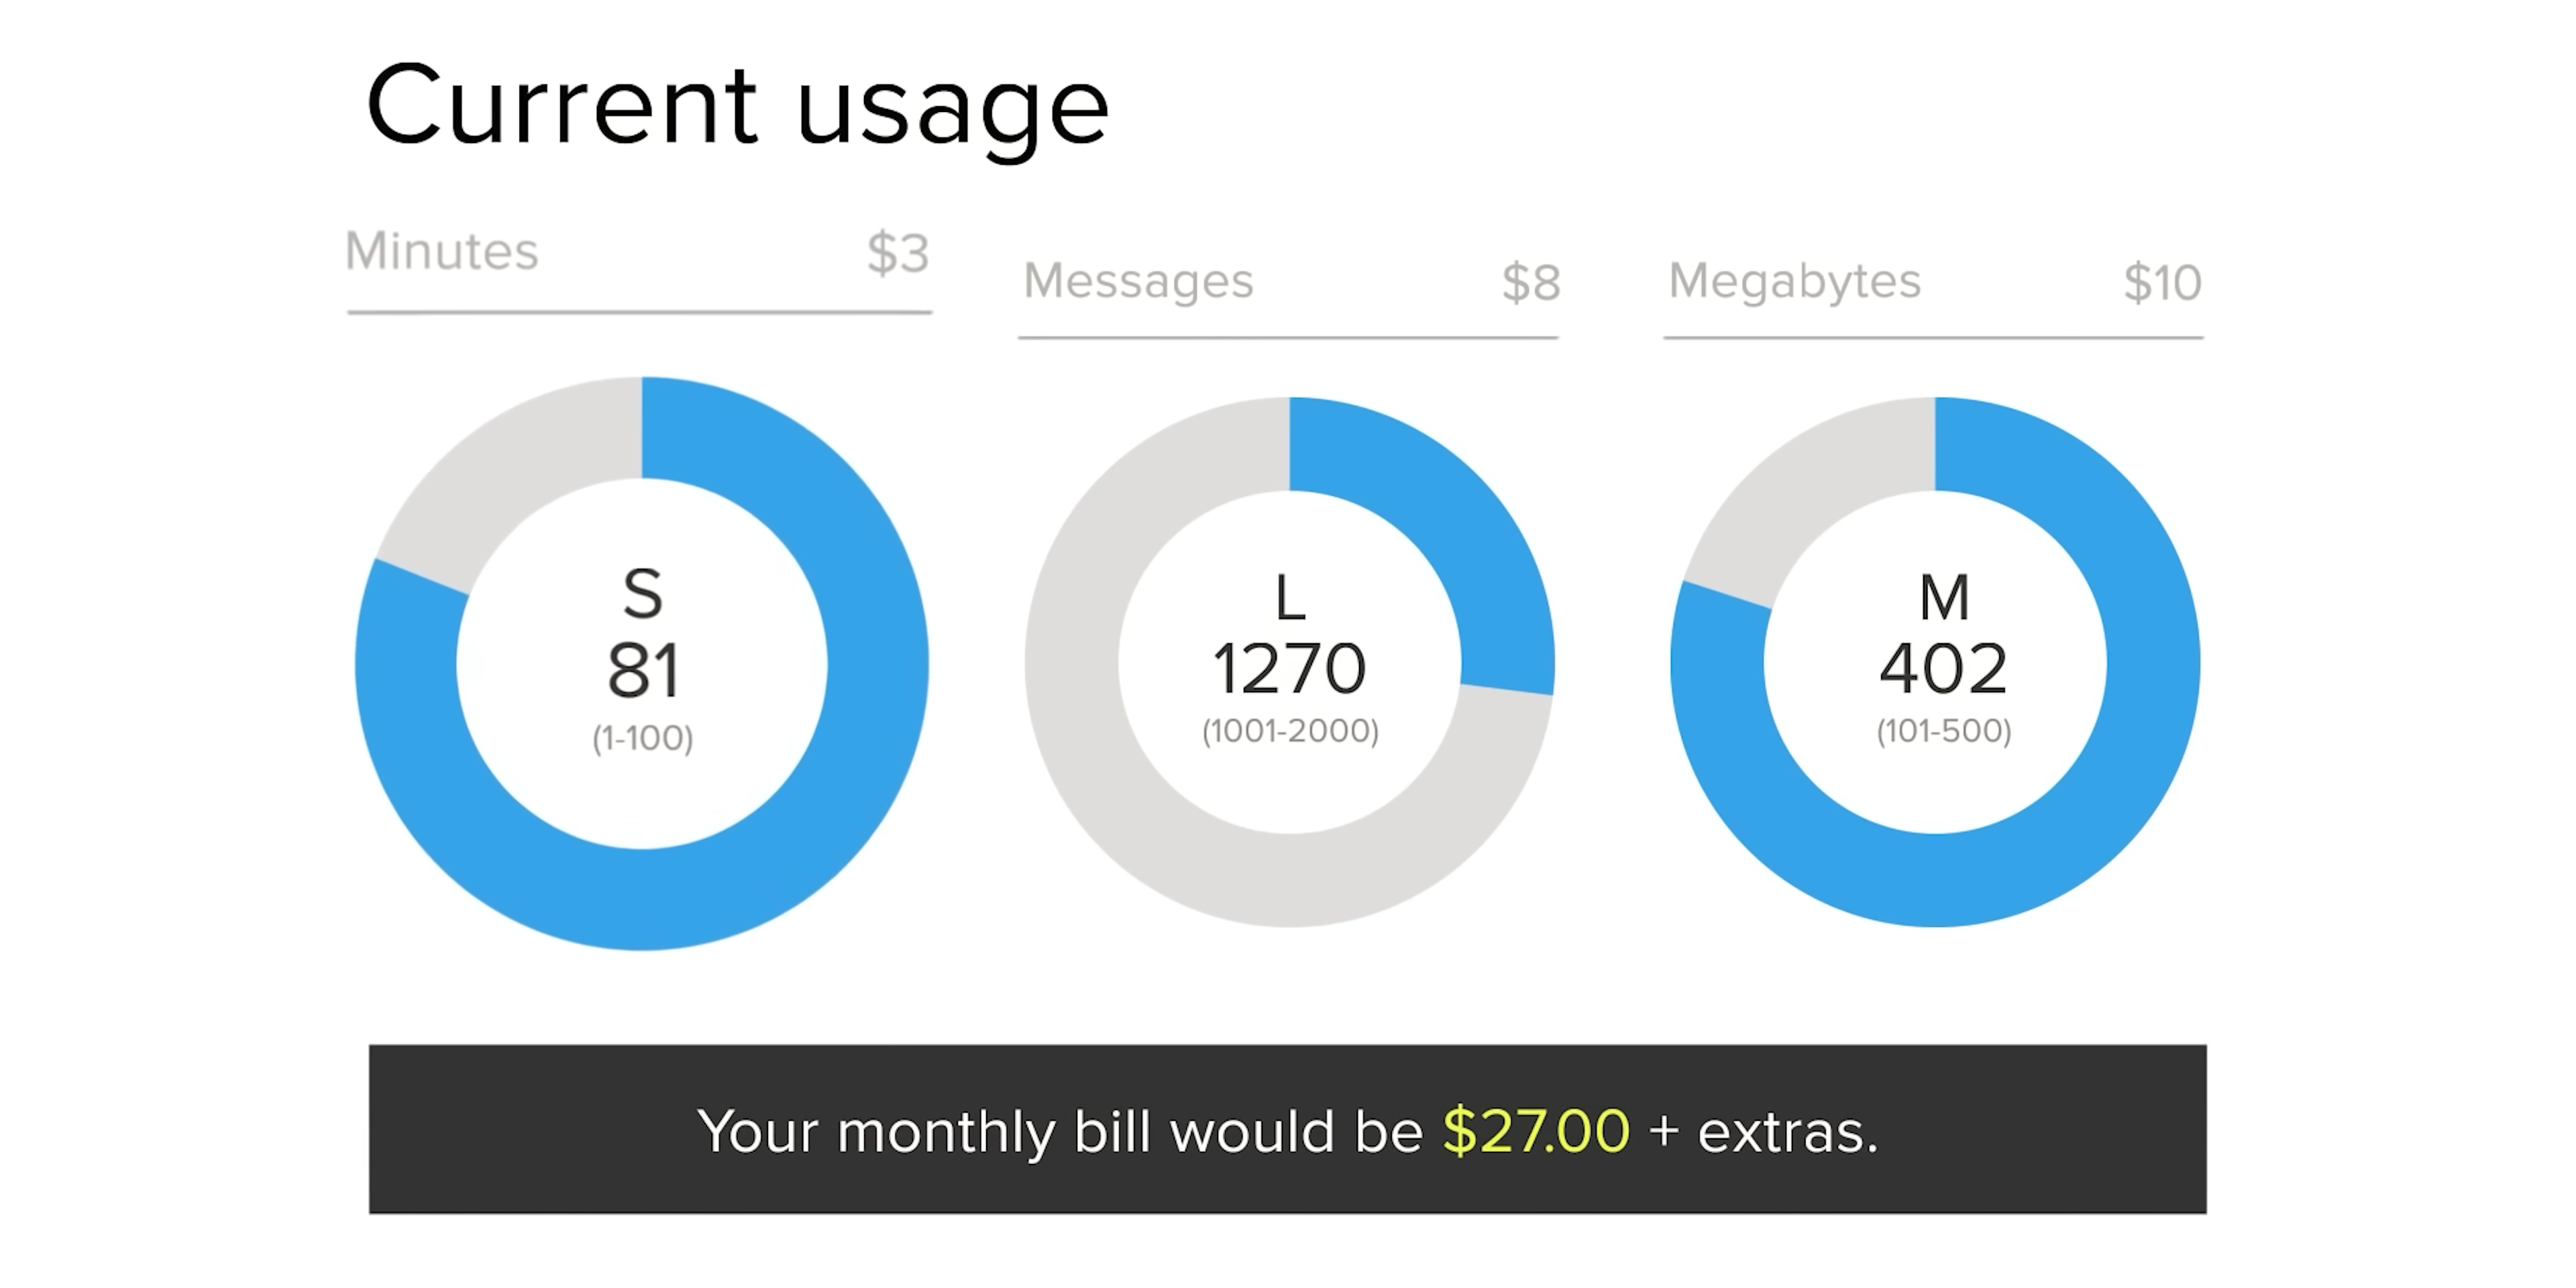 Current usage
Minutes $3
Messages $8
Megabytes $10
S
81
(1-100)
L
1270
(1001-2000)
M
402
(101-500)
Your monthly bill would be $27.00 + extras.